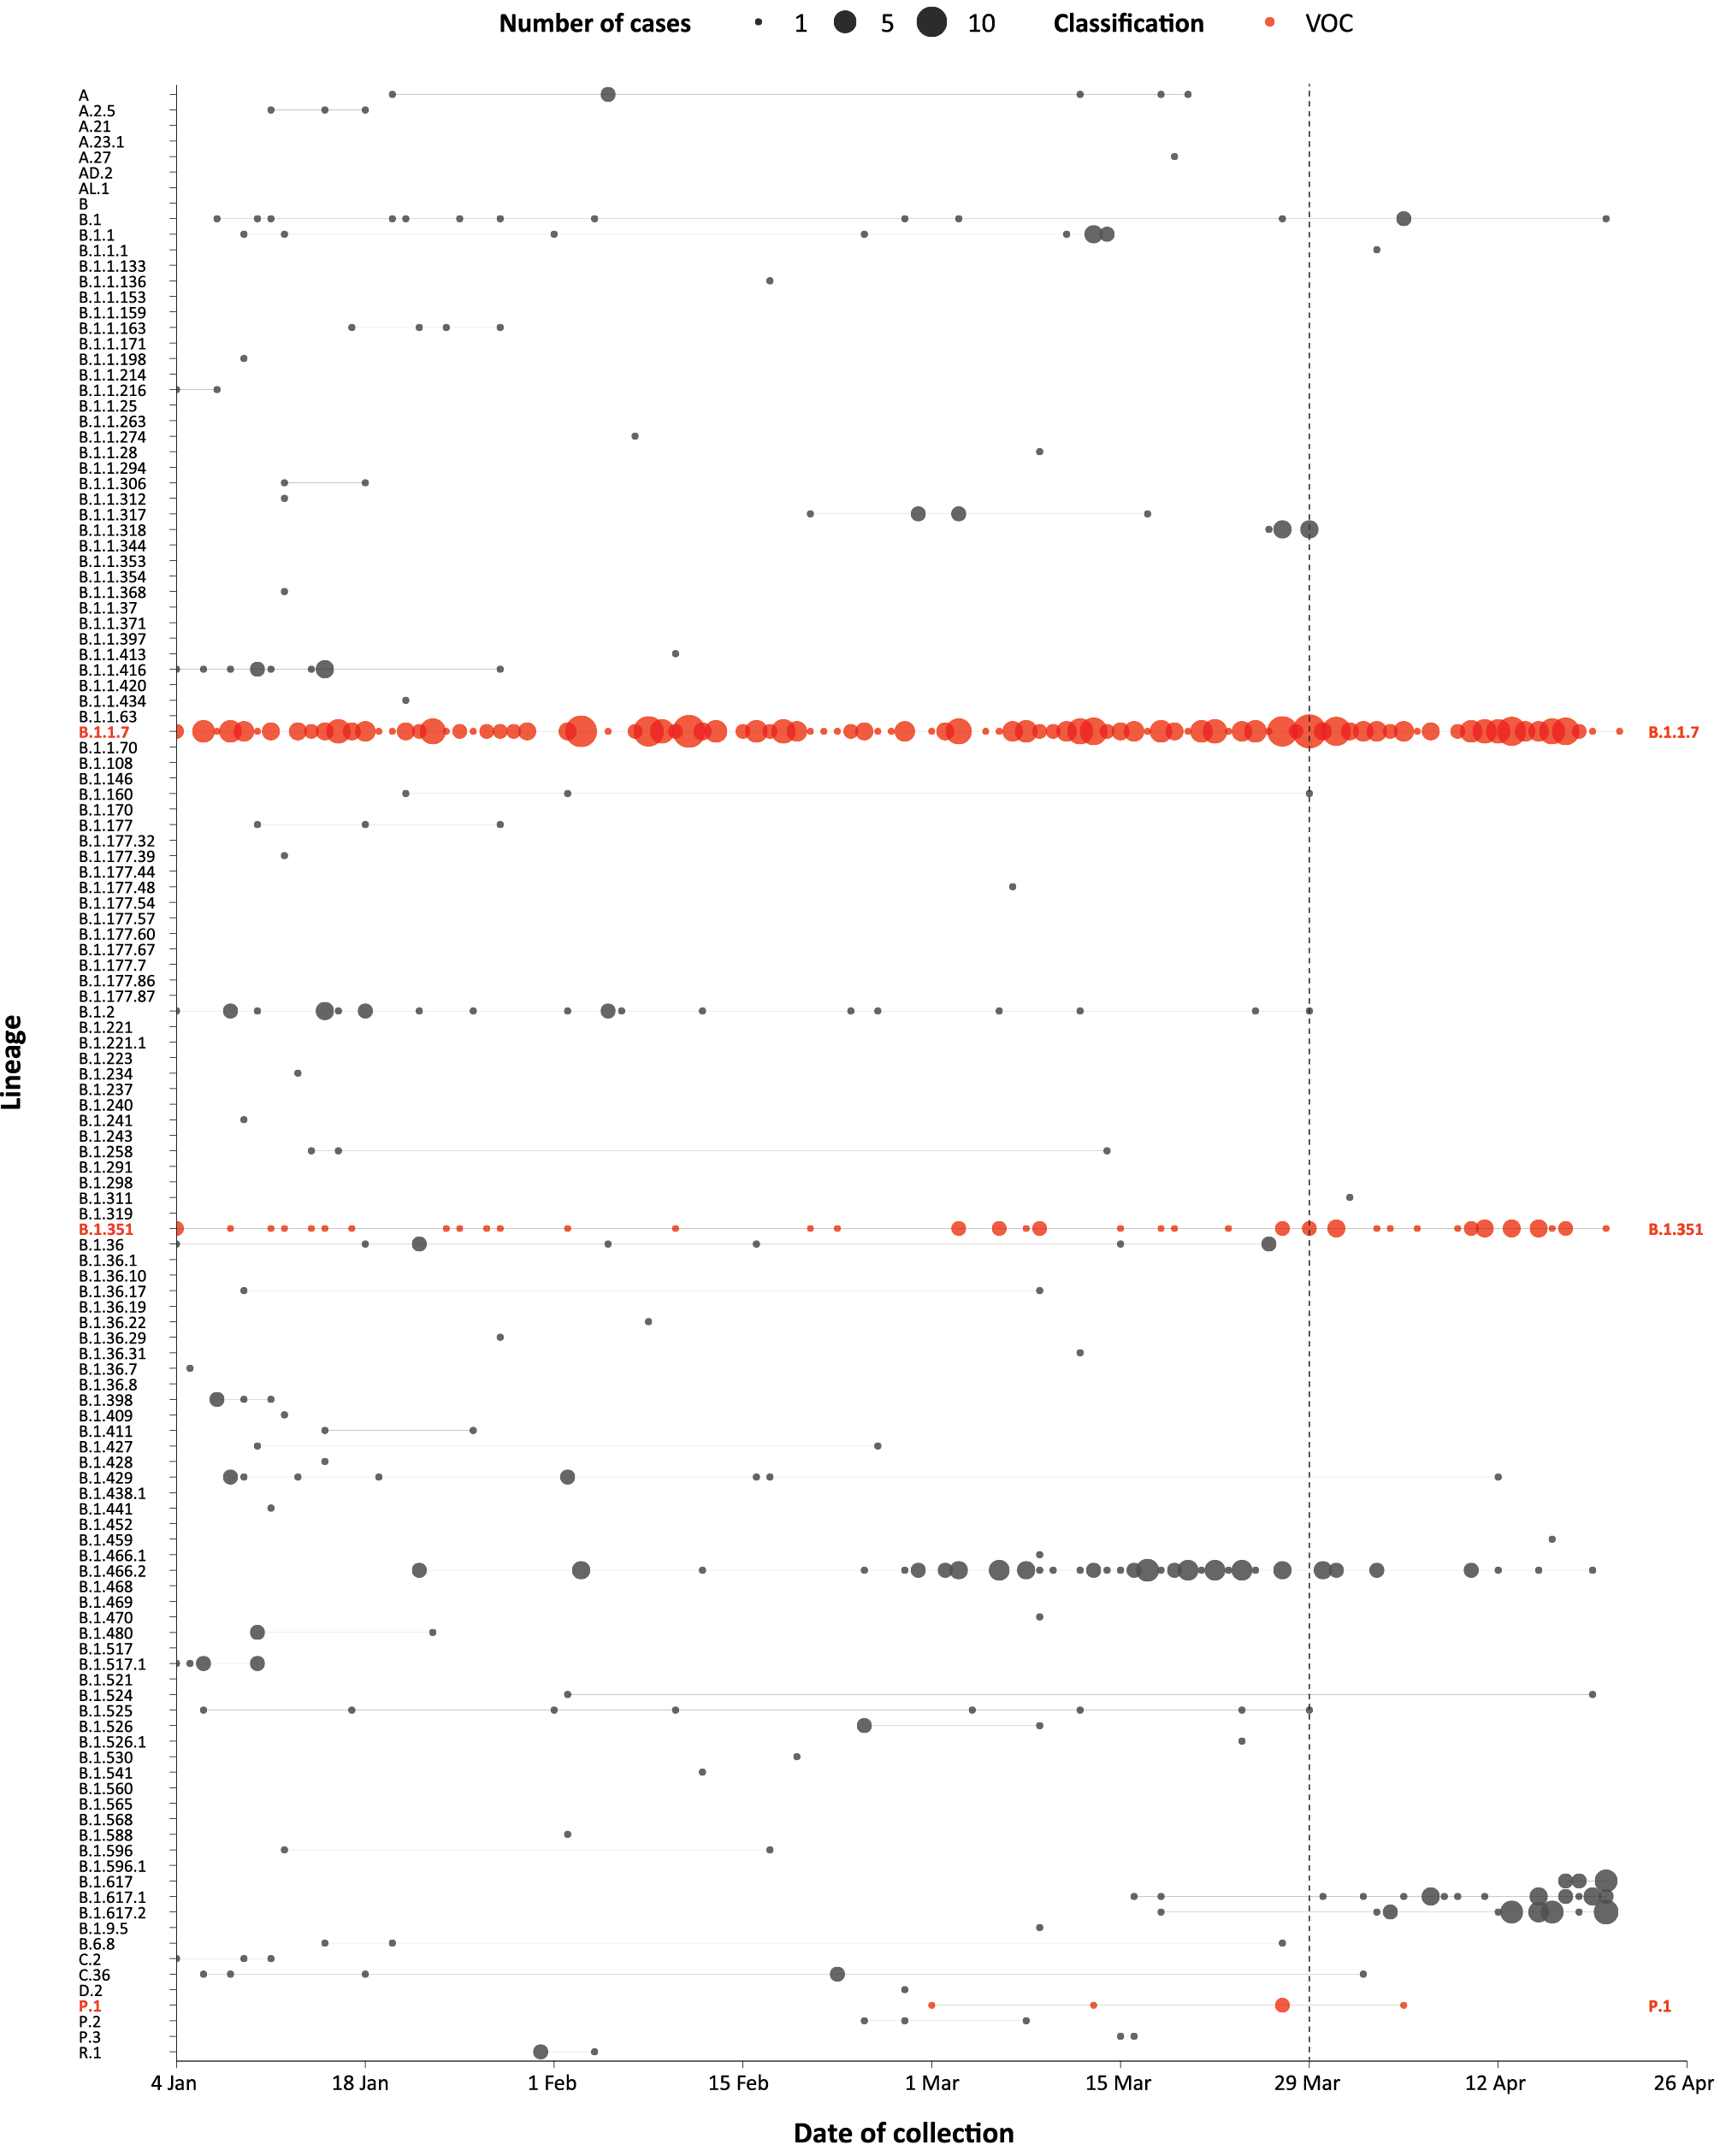 Number of cases 1 5 10 Classification VOC
A
A.2.5
A.21
A.23.1
A.27
AD.2
AL.1
B
B.1
B.1.1
B.1.1.1
B.1.1.133
B.1.1.136
B.1.1.153
B.1.1.159
B.1.1.163
B.1.1.171
B.1.1.198
B.1.1.214
B.1.1.216
B.1.1.25
B.1.1.263
B.1.1.274
B.1.1.28
B.1.1.294
B.1.1.306
B.1.1.312
B.1.1.317
B.1.1.318
B.1.1.344
B.1.1.353
B.1.1.354
B.1.1.368
B.1.1.37
B.1.1.371
B.1.1.397
B.1.1.413
B.1.1.416
B.1.1.420
B.1.1.434
B.1.1.63
B.1.1.7 B.1.1.7
B.1.1.70
B.1.108
B.1.146
B.1.160
B.1.170
B.1.177
B.1.177.32
B.1.177.39
B.1.177.44
B.1.177.48
B.1.177.54
B.1.177.57
B.1.177.60
B.1.177.67
B.1.177.7
B.1.177.86
B.1.177.87
B.1.2
B.1.221
B.1.221.1
B.1.223
B.1.234
B.1.237
B.1.240
B.1.241
B.1.243
B.1.258
B.1.291
B.1.298
B.1.311
B.1.319
B.1.351 B.1.351
B.1.36
B.1.36.1
B.1.36.10
B.1.36.17
B.1.36.19
B.1.36.22
B.1.36.29
B.1.36.31
B.1.36.7
B.1.36.8
B.1.398
B.1.409
B.1.411
B.1.427
B.1.428
B.1.429
B.1.438.1
B.1.441
B.1.452
B.1.459
B.1.466.1
B.1.466.2
B.1.468
B.1.469
B.1.470
B.1.480
B.1.517
B.1.517.1
B.1.521
B.1.524
B.1.525
B.1.526
B.1.526.1
B.1.530
B.1.541
B.1.560
B.1.565
B.1.568
B.1.588
B.1.596
B.1.596.1
B.1.617
B.1.617.1
B.1.617.2
B.1.9.5
B.6.8
C.2
C.36
D.2
P.1 P.1
P.2
P.3
R.1
Lineage
4 Jan 18 Jan 1 Feb 15 Feb 1 Mar 15 Mar 29 Mar 12 Apr 26 Apr
Date of collection